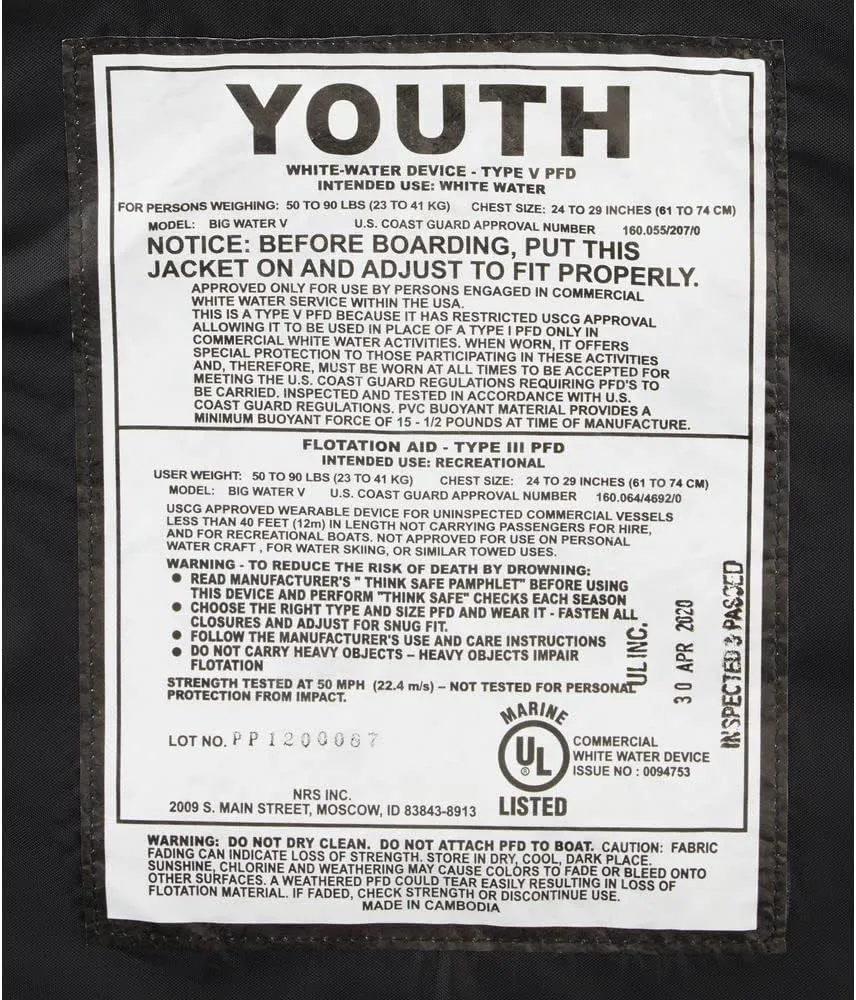 YOUTH
WHITE-WATER DEVICE - TYPE V PFD
INTENDED USE: WHITE WATER
FOR PERSONS WEIGHING: 50 TO 90 LBS (23 TO 41 KG) CHEST SIZE: 24 TO 29 INCHES (61 TO 74 CM)
MODEL: BIG WATER V U.S. COAST GUARD APPROVAL NUMBER 160.055/207/0
NOTICE: BEFORE BOARDING, PUT THIS
JACKET ON AND ADJUST TO FIT PROPERLY.
APPROVED ONLY FOR USE BY PERSONS ENGAGED IN COMMERCIAL
WHITE WATER SERVICE WITHIN THE USA.
THIS IS A TYPE V PFD BECAUSE IT HAS RESTRICTED USCG APPROVAL
ALLOWING IT TO BE USED IN PLACE OF A TYPE I PFD ONLY IN
COMMERCIAL WHITE WATER ACTIVITIES. WHEN WORN, IT OFFERS
SPECIAL PROTECTION TO THOSE PARTICIPATING IN THESE ACTIVITIES
AND, THEREFORE, MUST BE WORN AT ALL TIMES TO BE ACCEPTED FOR
MEETING THE U.S. COAST GUARD REGULATIONS REQUIRING PFD'S TO
BE CARRIED. INSPECTED AND TESTED IN ACCORDANCE WITH U.S.
COAST GUARD REGULATIONS. PVC BUOYANT MATERIAL PROVIDES A
MINIMUM BUOYANT FORCE OF 15 - 1/2 POUNDS AT TIME OF MANUFACTURE.
FLOTATION AID - TYPE III PFD
INTENDED USE: RECREATIONAL
USER WEIGHT: 50 TO 90 LBS (23 TO 41 KG) CHEST SIZE: 24 TO 29 INCHES (61 TO 74 CM)
MODEL: BIG WATER V U.S. COAST GUARD APPROVAL NUMBER 160.064/4692/0
USCG APPROVED WEARABLE DEVICE FOR UNINSPECTED COMMERCIAL VESSELS
LESS THAN 40 FEET (12m) IN LENGTH NOT CARRYING PASSENGERS FOR HIRE,
AND FOR RECREATIONAL BOATS. NOT APPROVED FOR USE ON PERSONAL
WATER CRAFT , FOR WATER SKIING, OR SIMILAR TOWED USES.
WARNING - TO REDUCE THE RISK OF DEATH BY DROWNING:
● READ MANUFACTURER'S " THINK SAFE PAMPHLET" BEFORE USING
THIS DEVICE AND PERFORM "THINK SAFE" CHECKS EACH SEASON
● CHOOSE THE RIGHT TYPE AND SIZE PFD AND WEAR IT - FASTEN ALL
CLOSURES AND ADJUST FOR SNUG FIT.
● FOLLOW THE MANUFACTURER'S USE AND CARE INSTRUCTIONS
● DO NOT CARRY HEAVY OBJECTS – HEAVY OBJECTS IMPAIR
FLOTATION
STRENGTH TESTED AT 50 MPH (22.4 m/s) – NOT TESTED FOR PERSONAL
PROTECTION FROM IMPACT.
UL INC.
30 APR 2020
INSPECTED & PASSED
LOT NO. PP1200067
MARINE
UL ®
LISTED
COMMERCIAL
WHITE WATER DEVICE
ISSUE NO : 0094753
NRS INC.
2009 S. MAIN STREET, MOSCOW, ID 83843-8913
WARNING: DO NOT DRY CLEAN. DO NOT ATTACH PFD TO BOAT. CAUTION: FABRIC
FADING CAN INDICATE LOSS OF STRENGTH. STORE IN DRY, COOL, DARK PLACE.
SUNSHINE, CHLORINE AND WEATHERING MAY CAUSE COLORS TO FADE OR BLEED ONTO
OTHER SURFACES. A WEATHERED PFD COULD TEAR EASILY RESULTING IN LOSS OF
FLOTATION MATERIAL. IF FADED, CHECK STRENGTH OR DISCONTINUE USE.
MADE IN CAMBODIA